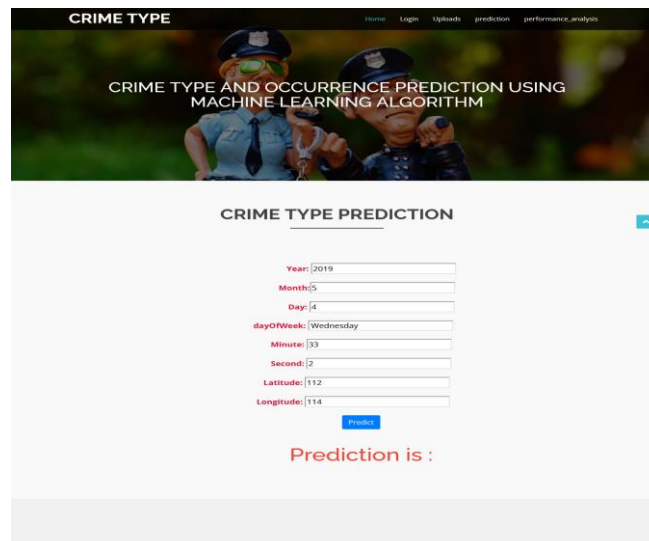 CRIME TYPE
Home Login Uploads prediction performance_analysis
CRIME TYPE AND OCCURRENCE PREDICTION USING
MACHINE LEARNING ALGORITHM
CRIME TYPE PREDICTION
Year: 2019
Month: 5
Day: 4
dayOfWeek: Wednesday
Minute: 33
Second: 2
Latitude: 112
Longitude: 114
Predict
Prediction is :